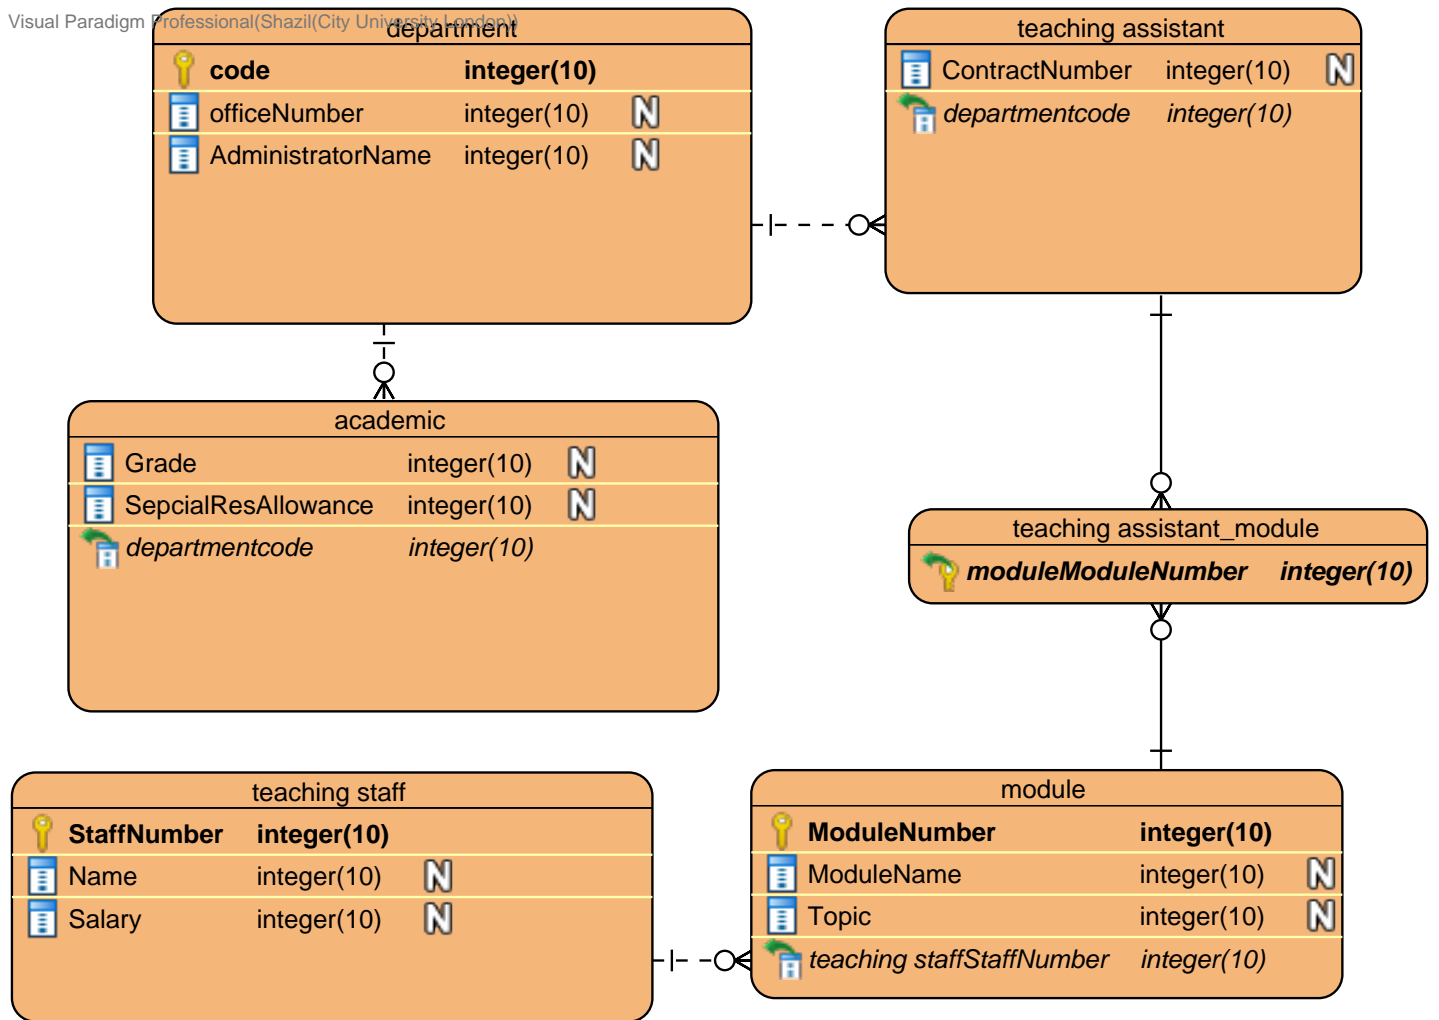 Visual Paradigm Professional(Shazil(City University London))
department
code integer(10)
officeNumber integer(10) N
AdministratorName integer(10) N
teaching assistant
ContractNumber integer(10) N
departmentcode integer(10)
academic
Grade integer(10) N
SepcialResAllowance integer(10) N
departmentcode integer(10)
teaching assistant_module
moduleModuleNumber integer(10)
teaching staff
StaffNumber integer(10)
Name integer(10) N
Salary integer(10) N
module
ModuleNumber integer(10)
ModuleName integer(10) N
Topic integer(10) N
teaching staffStaffNumber integer(10)